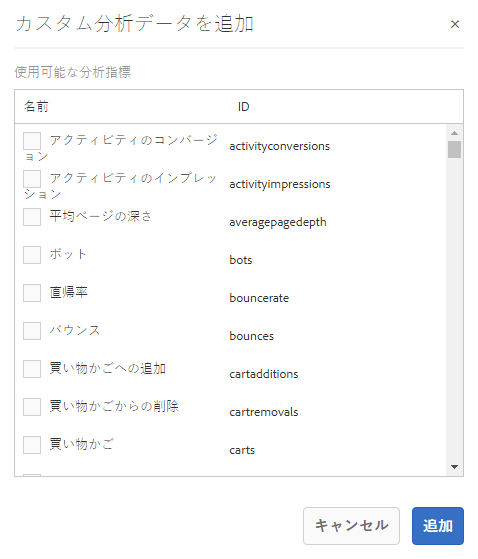 カスタム分析データを追加 ×
使用可能な分析指標
名前 ID
アクティビティのコンバージ
ョン activityconversions
アクティビティのインプレッ
ション activityimpressions
平均ページの深さ averagepagedepth
ボット bots
直帰率 bouncerate
バウンス bounces
買い物かごへの追加 cartadditions
買い物かごからの削除 cartremovals
買い物かご carts
キャンセル 追加